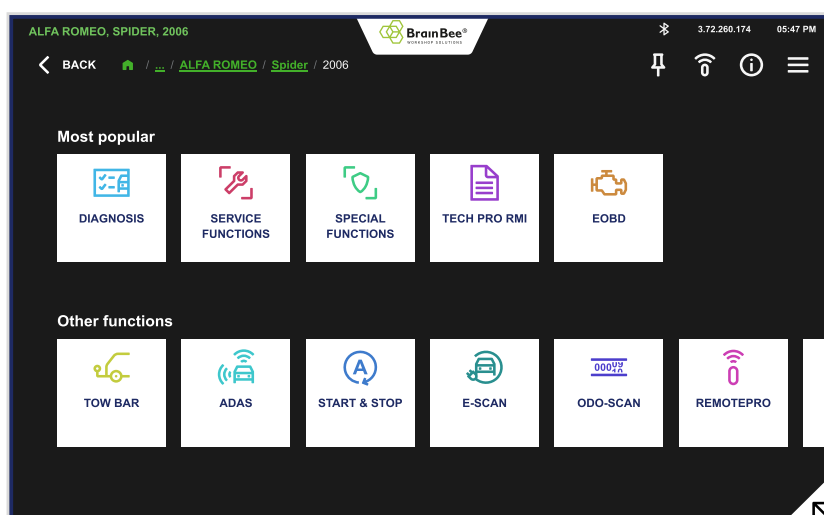 ALFA ROMEO, SPIDER, 2006
BrainBee®
WORKSHOP SOLUTIONS
3.72.260.174
05:47 PM
BACK / ... / ALFA ROMEO / Spider / 2006
Most popular
DIAGNOSIS
SERVICE
FUNCTIONS
SPECIAL
FUNCTIONS
TECH PRO RMI
EOBD
Other functions
TOW BAR
ADAS
A
START & STOP
E-SCAN
ODO-SCAN
REMOTEPRO